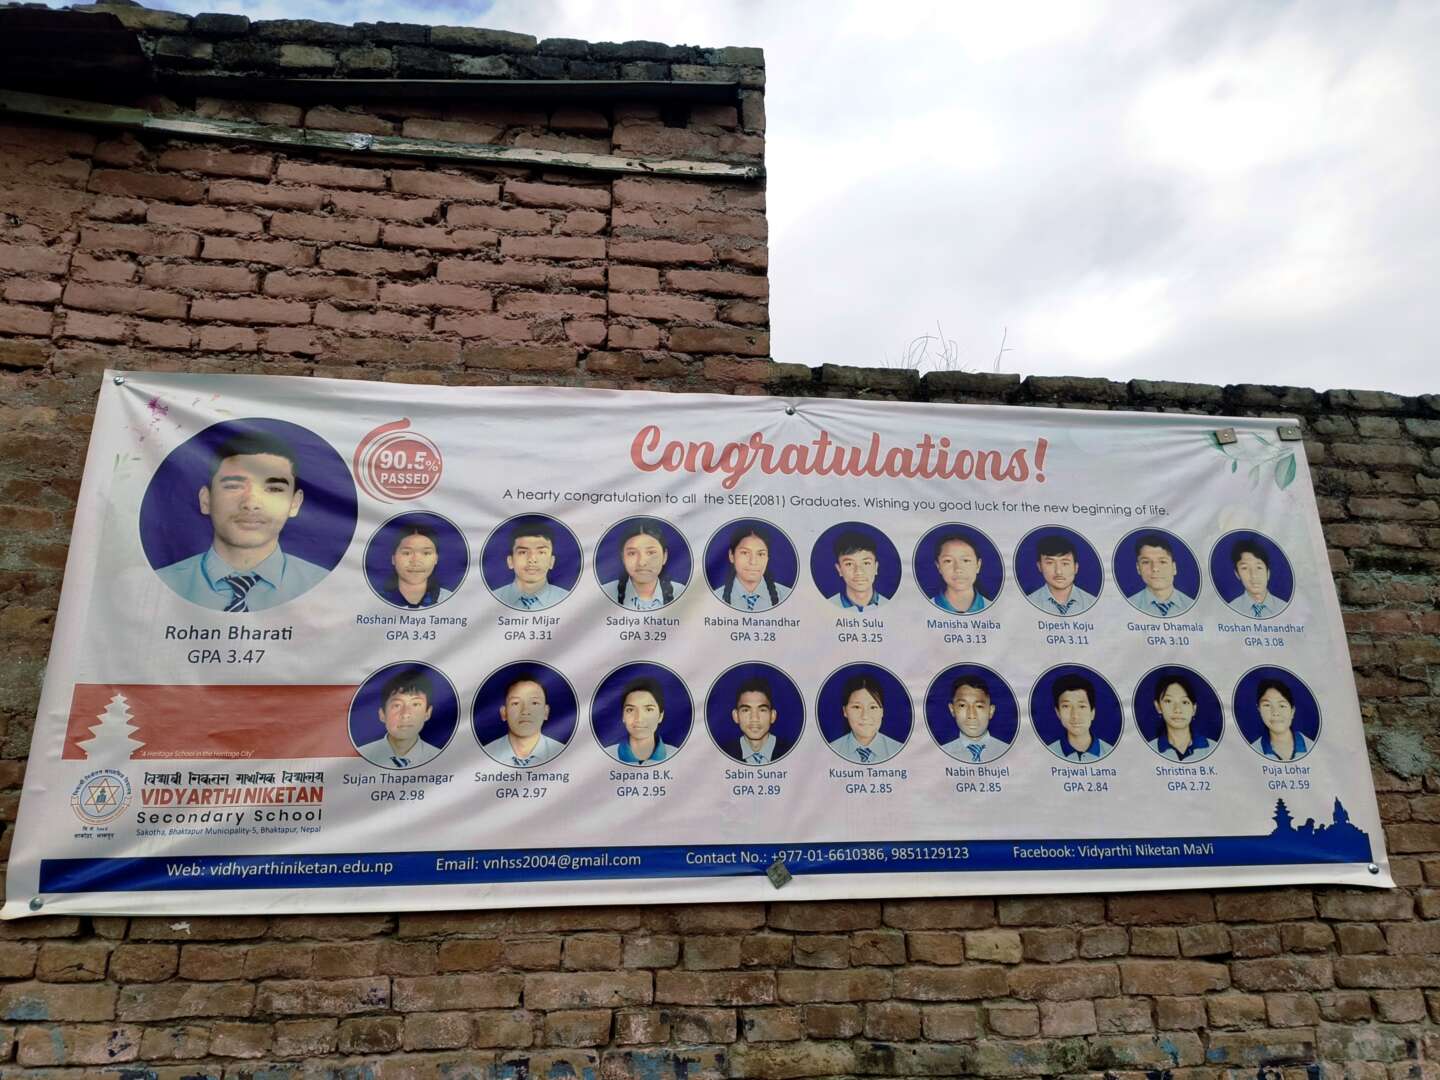 90.5%
PASSED
Congratulations!
A hearty congratulation to all the SEE(2081) Graduates. Wishing you good luck for the new beginning of life.
Rohan Bharati
GPA 3.47
Roshani Maya Tamang
GPA 3.43
Samir Mijar
GPA 3.31
Sadiya Khatun
GPA 3.29
Rabina Manandhar
GPA 3.28
Alish Sulu
GPA 3.25
Manisha Waiba
GPA 3.13
Dipesh Koju
GPA 3.11
Gaurav Dhamala
GPA 3.10
Roshan Manandhar
GPA 3.08
Sujan Thapamagar
GPA 2.98
Sandesh Tamang
GPA 2.97
Sapana B.K.
GPA 2.95
Sabin Sunar
GPA 2.89
Kusum Tamang
GPA 2.85
Nabin Bhujel
GPA 2.85
Prajwal Lama
GPA 2.84
Shristina B.K.
GPA 2.72
Puja Lohar
GPA 2.59
"A Heritage School in the Heritage City"
विद्यार्थी निकेतन माध्यमिक विद्यालय
VIDYARTHI NIKETAN
Secondary School
Sakotha, Bhaktapur Municipality-5, Bhaktapur, Nepal
Web: vidhyarthiniketan.edu.np
Email: vnhss2004@gmail.com
Contact No.: +977-01-6610386, 9851129123
Facebook: Vidyarthi Niketan MaVi